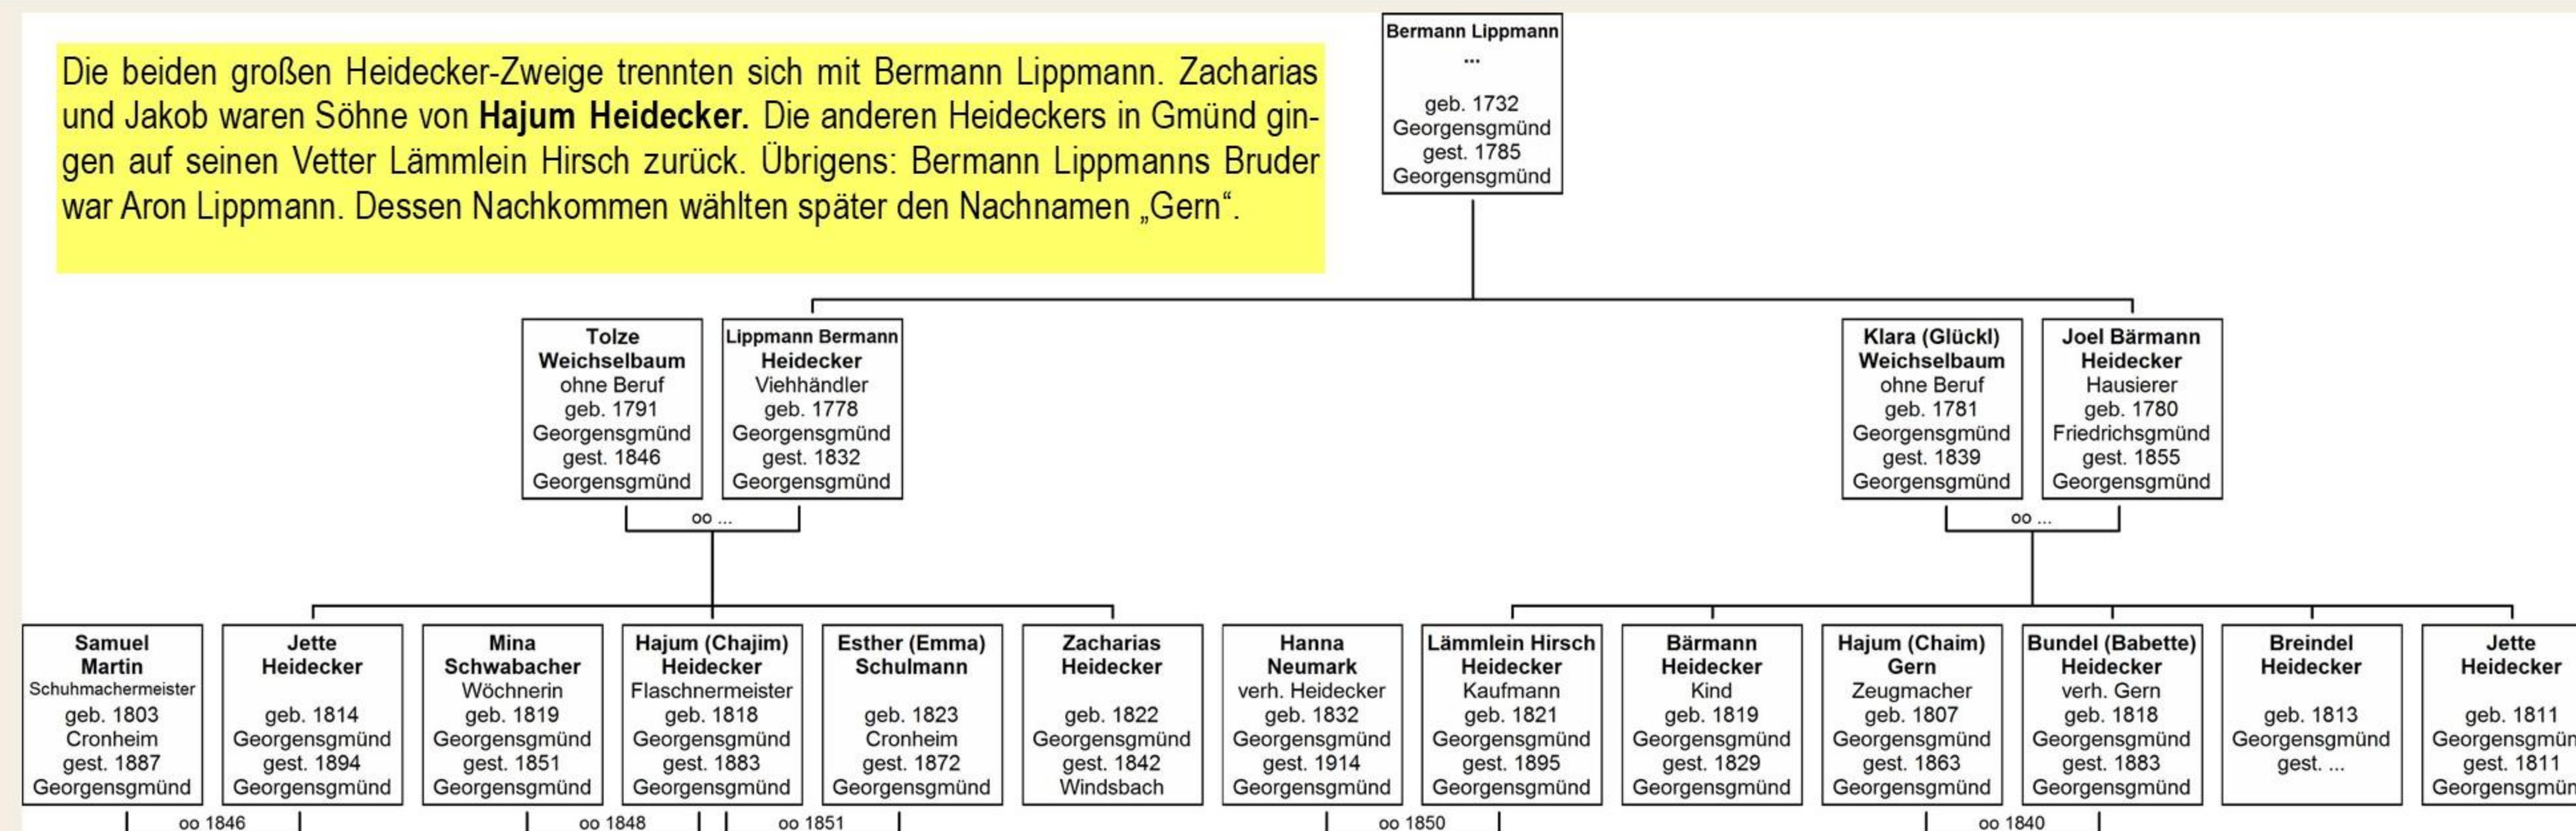 Die beiden großen Heidecker-Zweige trennten sich mit Bermann Lippmann. Zacharias
und Jakob waren Söhne von Hajum Heidecker. Die anderen Heideckers in Gmünd gin-
gen auf seinen Vetter Lämmlein Hirsch zurück. Übrigens: Bermann Lippmanns Bruder
war Aron Lippmann. Dessen Nachkommen wählten später den Nachnamen „Gern“.
Bermann Lippmann
...
geb. 1732
Georgensgmünd
gest. 1785
Georgensgmünd
Tolze
Weichselbaum
ohne Beruf
geb. 1791
Georgensgmünd
gest. 1846
Georgensgmünd
Lippmann Bermann
Heidecker
Viehhändler
geb. 1778
Georgensgmünd
gest. 1832
Georgensgmünd
oo ...
Klara (Glückl)
Weichselbaum
ohne Beruf
geb. 1781
Georgensgmünd
gest. 1839
Georgensgmünd
Joel Bärmann
Heidecker
Hausierer
geb. 1780
Friedrichsgmünd
gest. 1855
Georgensgmünd
oo ...
Samuel
Martin
Schuhmachermeister
geb. 1803
Cronheim
gest. 1887
Georgensgmünd
Jette
Heidecker
geb. 1814
Georgensgmünd
gest. 1894
Georgensgmünd
oo 1846
Mina
Schwabacher
Wöchnerin
geb. 1819
Georgensgmünd
gest. 1851
Georgensgmünd
Hajum (Chajim)
Heidecker
Flaschnermeister
geb. 1818
Georgensgmünd
gest. 1883
Georgensgmünd
oo 1848
Esther (Emma)
Schulmann
geb. 1823
Cronheim
gest. 1872
Georgensgmünd
oo 1851
Zacharias
Heidecker
geb. 1822
Georgensgmünd
gest. 1842
Windsbach
Hanna
Neumark
verh. Heidecker
geb. 1832
Georgensgmünd
gest. 1914
Georgensgmünd
Lämmlein Hirsch
Heidecker
Kaufmann
geb. 1821
Georgensgmünd
gest. 1895
Georgensgmünd
oo 1850
Bärmann
Heidecker
Kind
geb. 1819
Georgensgmünd
gest. 1829
Georgensgmünd
Hajum (Chaim)
Gern
Zeugmacher
geb. 1807
Georgensgmünd
gest. 1863
Georgensgmünd
Bundel (Babette)
Heidecker
verh. Gern
geb. 1818
Georgensgmünd
gest. 1883
Georgensgmünd
oo 1840
Breindel
Heidecker
geb. 1813
Georgensgmünd
gest. ...
Jette
Heidecker
geb. 1811
Georgensgmün
gest. 1811
Georgensgmün